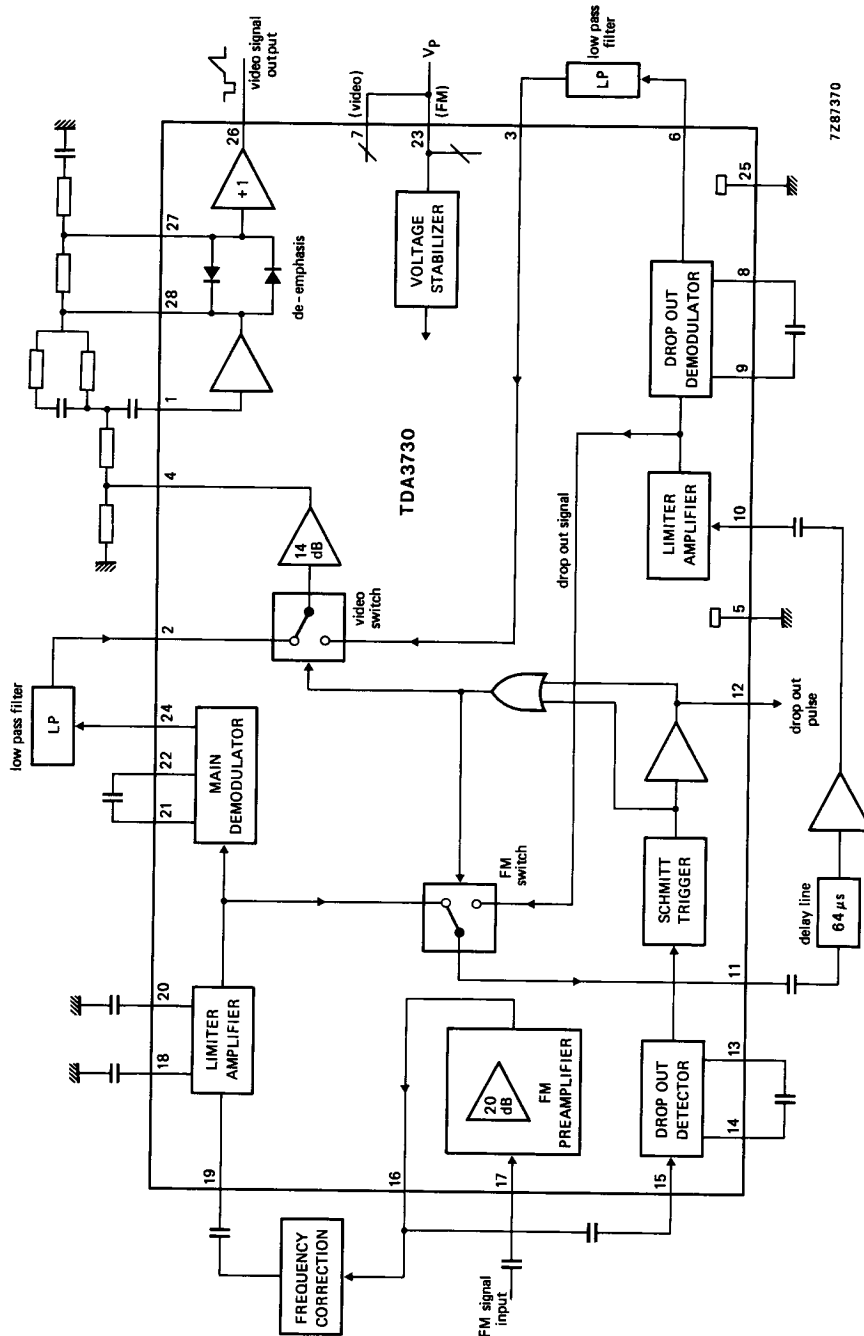 FREQUENCY
CORRECTION
19
18
20
LIMITER
AMPLIFIER
21
22
24
MAIN
DEMODULATOR
low pass filter
LP
2
4
1
28
27
26
video signal
output
+1
de-emphasis
14
dB
video
switch
FM
switch
TDA3730
7
(video)
23
(FM)
VP
VOLTAGE
STABILIZER
3
low pass
filter
LP
6
16
FM signal
input
17
20
dB
FM
PREAMPLIFIER
15
DROP OUT
DETECTOR
14
13
SCHMITT
TRIGGER
11
delay line
64 µs
12
drop out
pulse
5
drop out signal
10
LIMITER
AMPLIFIER
DROP OUT
DEMODULATOR
9
8
25
7Z87370